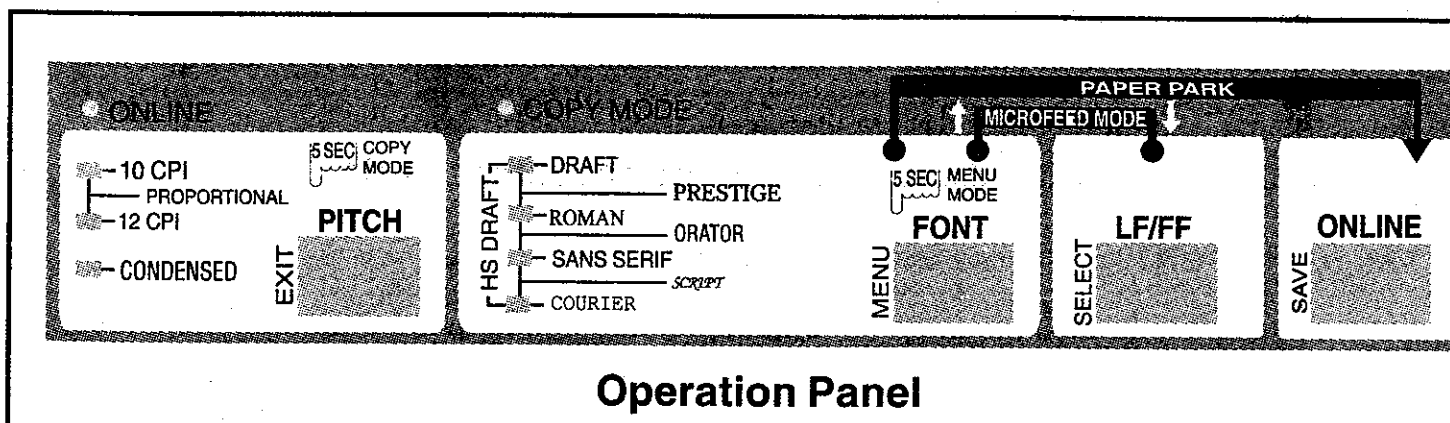 PAPER PARK
MICROFEED MODE
ONLINE
10 CPI
PROPORTIONAL
12 CPI
CONDENSED
5 SEC
COPY
MODE
PITCH
EXIT
COPY MODE
HS DRAFT
DRAFT
PRESTIGE
ROMAN
ORATOR
SANS SERIF
SCRIPT
COURIER
5 SEC
MENU
MODE
FONT
MENU
LF/FF
SELECT
ONLINE
SAVE
Operation Panel